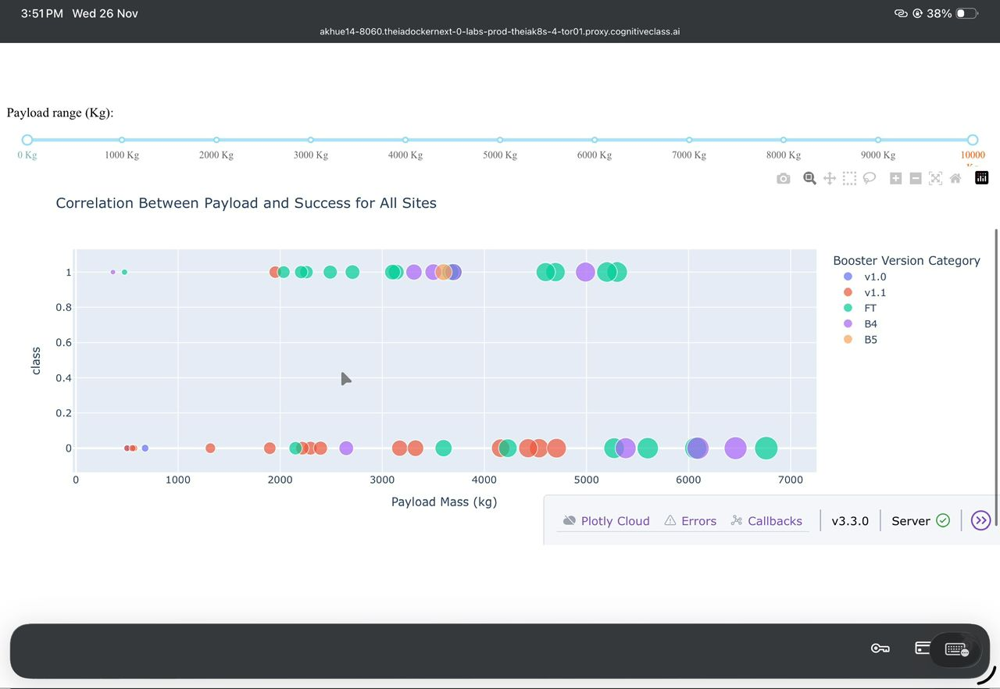 3:51 PM Wed 26 Nov 38%
akhue14-8060.theiadockernext-0-labs-prod-theiak8s-4-tor01.proxy.cognitiveclass.ai
Payload range (Kg):
0 Kg 1000 Kg 2000 Kg 3000 Kg 4000 Kg 5000 Kg 6000 Kg 7000 Kg 8000 Kg 9000 Kg 10000
Correlation Between Payload and Success for All Sites
Booster Version Category
v1.0
v1.1
FT
B4
B5
1
0.8
0.6
0.4
0.2
0
class
0 1000 2000 3000 4000 5000 6000 7000
Payload Mass (kg)
Plotly Cloud Errors Callbacks v3.3.0 Server